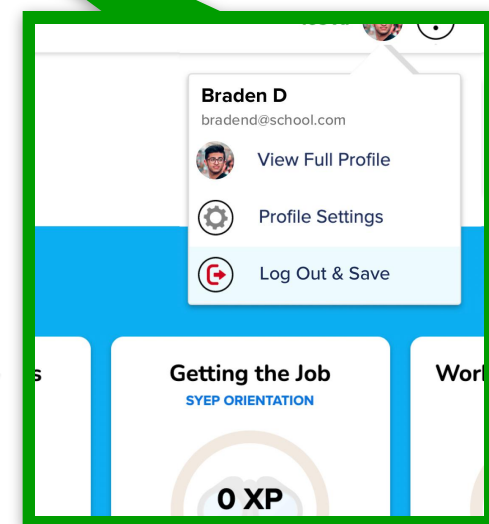 Braden D
bradend@school.com
View Full Profile
Profile Settings
Log Out & Save
Getting the Job
SYEP ORIENTATION
0 XP